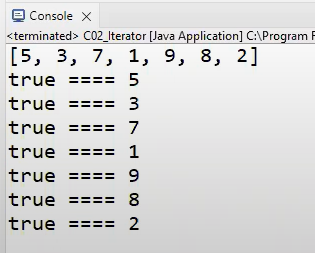 Console
<terminated> C02_Iterator [Java Application] C:\Program F
[5, 3, 7, 1, 9, 8, 2]
true ==== 5
true ==== 3
true ==== 7
true ==== 1
true ==== 9
true ==== 8
true ==== 2